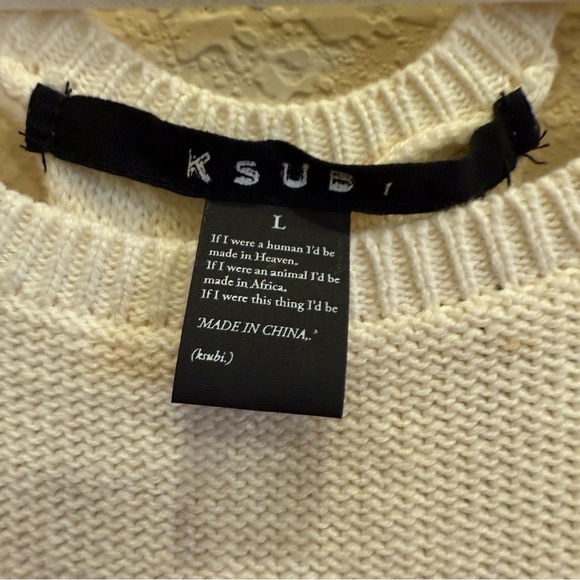 KSUBI
L
If I were a human I'd be
made in Heaven.
If I were an animal I'd be
made in Africa.
If I were this thing I'd be
'MADE IN CHINA,.'
(ksubi.)